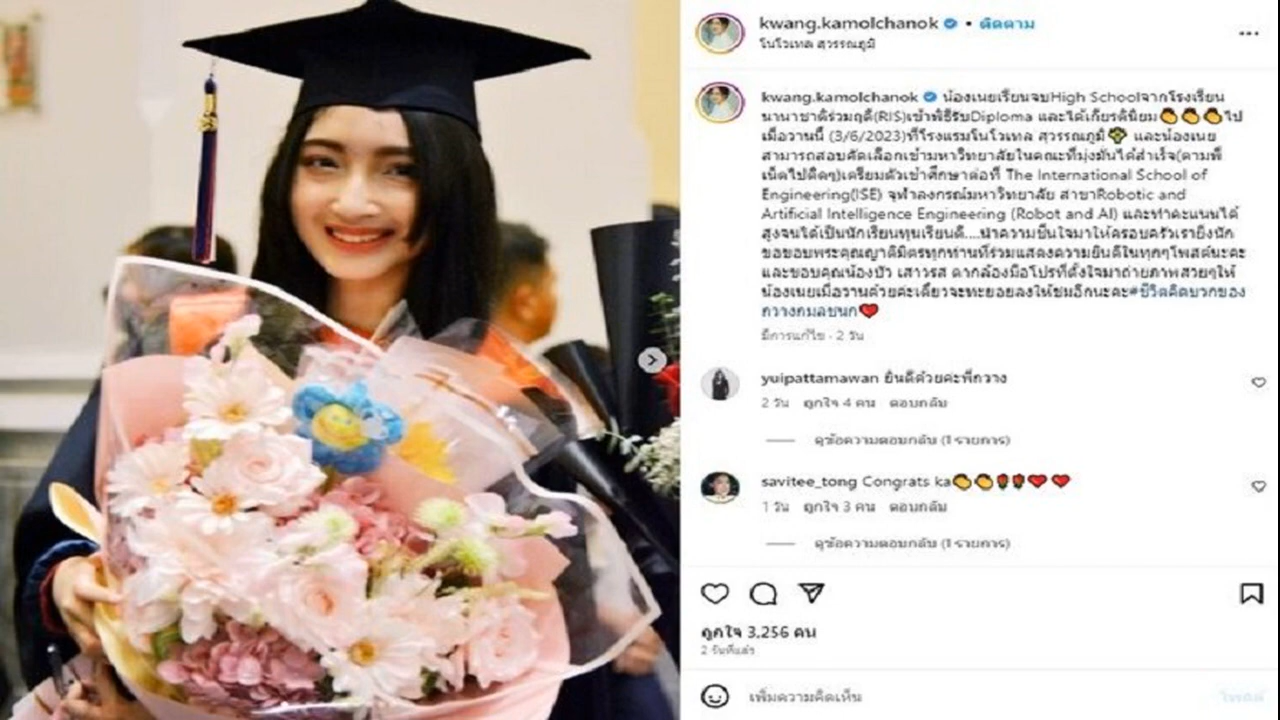 kwang.kamolchanok • ติดตาม
โนโวเทล สุวรรณภูมิ
kwang.kamolchanok น้องเนยเรียนจบHigh Schoolจากโรงเรียน
นานาชาติร่วมฤดี(RIS)เข้าพิธีรับDiploma และได้เกียรตินิยม👏👏👏ไป
เมื่อวานนี้ (3/6/2023)ที่โรงแรมโนโวเทล สุวรรณภูมิ💐 และน้องเนย
สามารถสอบคัดเลือกเข้ามหาวิทยาลัยในคณะที่มุ่งมั่นได้สำเร็จ(ตามพี่
เน็ตไปติดๆ)เตรียมตัวเข้าศึกษาต่อที่ The International School of
Engineering(ISE) จุฬาลงกรณ์มหาวิทยาลัย สาขาRobotic and
Artificial Intelligence Engineering (Robot and AI) และทำคะแนนได้
สูงจนได้เป็นนักเรียนทุนเรียนดี....นำความปลื้มใจมาให้ครอบครัวเรายิ่งนัก
ขอขอบพระคุณญาติมิตรทุกท่านที่ร่วมแสดงความยินดีในทุกๆโพสต์นะคะ
และขอบคุณน้องบัว เสาวรส ตากล้องมือโปรที่ตั้งใจมาถ่ายภาพสวยๆให้
น้องเนยเมื่อวานด้วยค่ะเดี๋ยวจะทยอยลงให้ชมอีกนะคะ#ชีวิตคิดบวกของ
กวางกมลชนก❤️
มีการแก้ไข · 2 วัน
yuipattamawan ยินดีด้วยค่ะพี่กวาง
2 วัน ถูกใจ 4 คน ตอบกลับ
ดูข้อความตอบกลับ (1 รายการ)
savitee_tong Congrats ka👏👏🌹🌹❤️❤️
1 วัน ถูกใจ 3 คน ตอบกลับ
ดูข้อความตอบกลับ (1 รายการ)
ถูกใจ 3,256 คน
2 วันที่แล้ว
เพิ่มความคิดเห็น
โพสต์